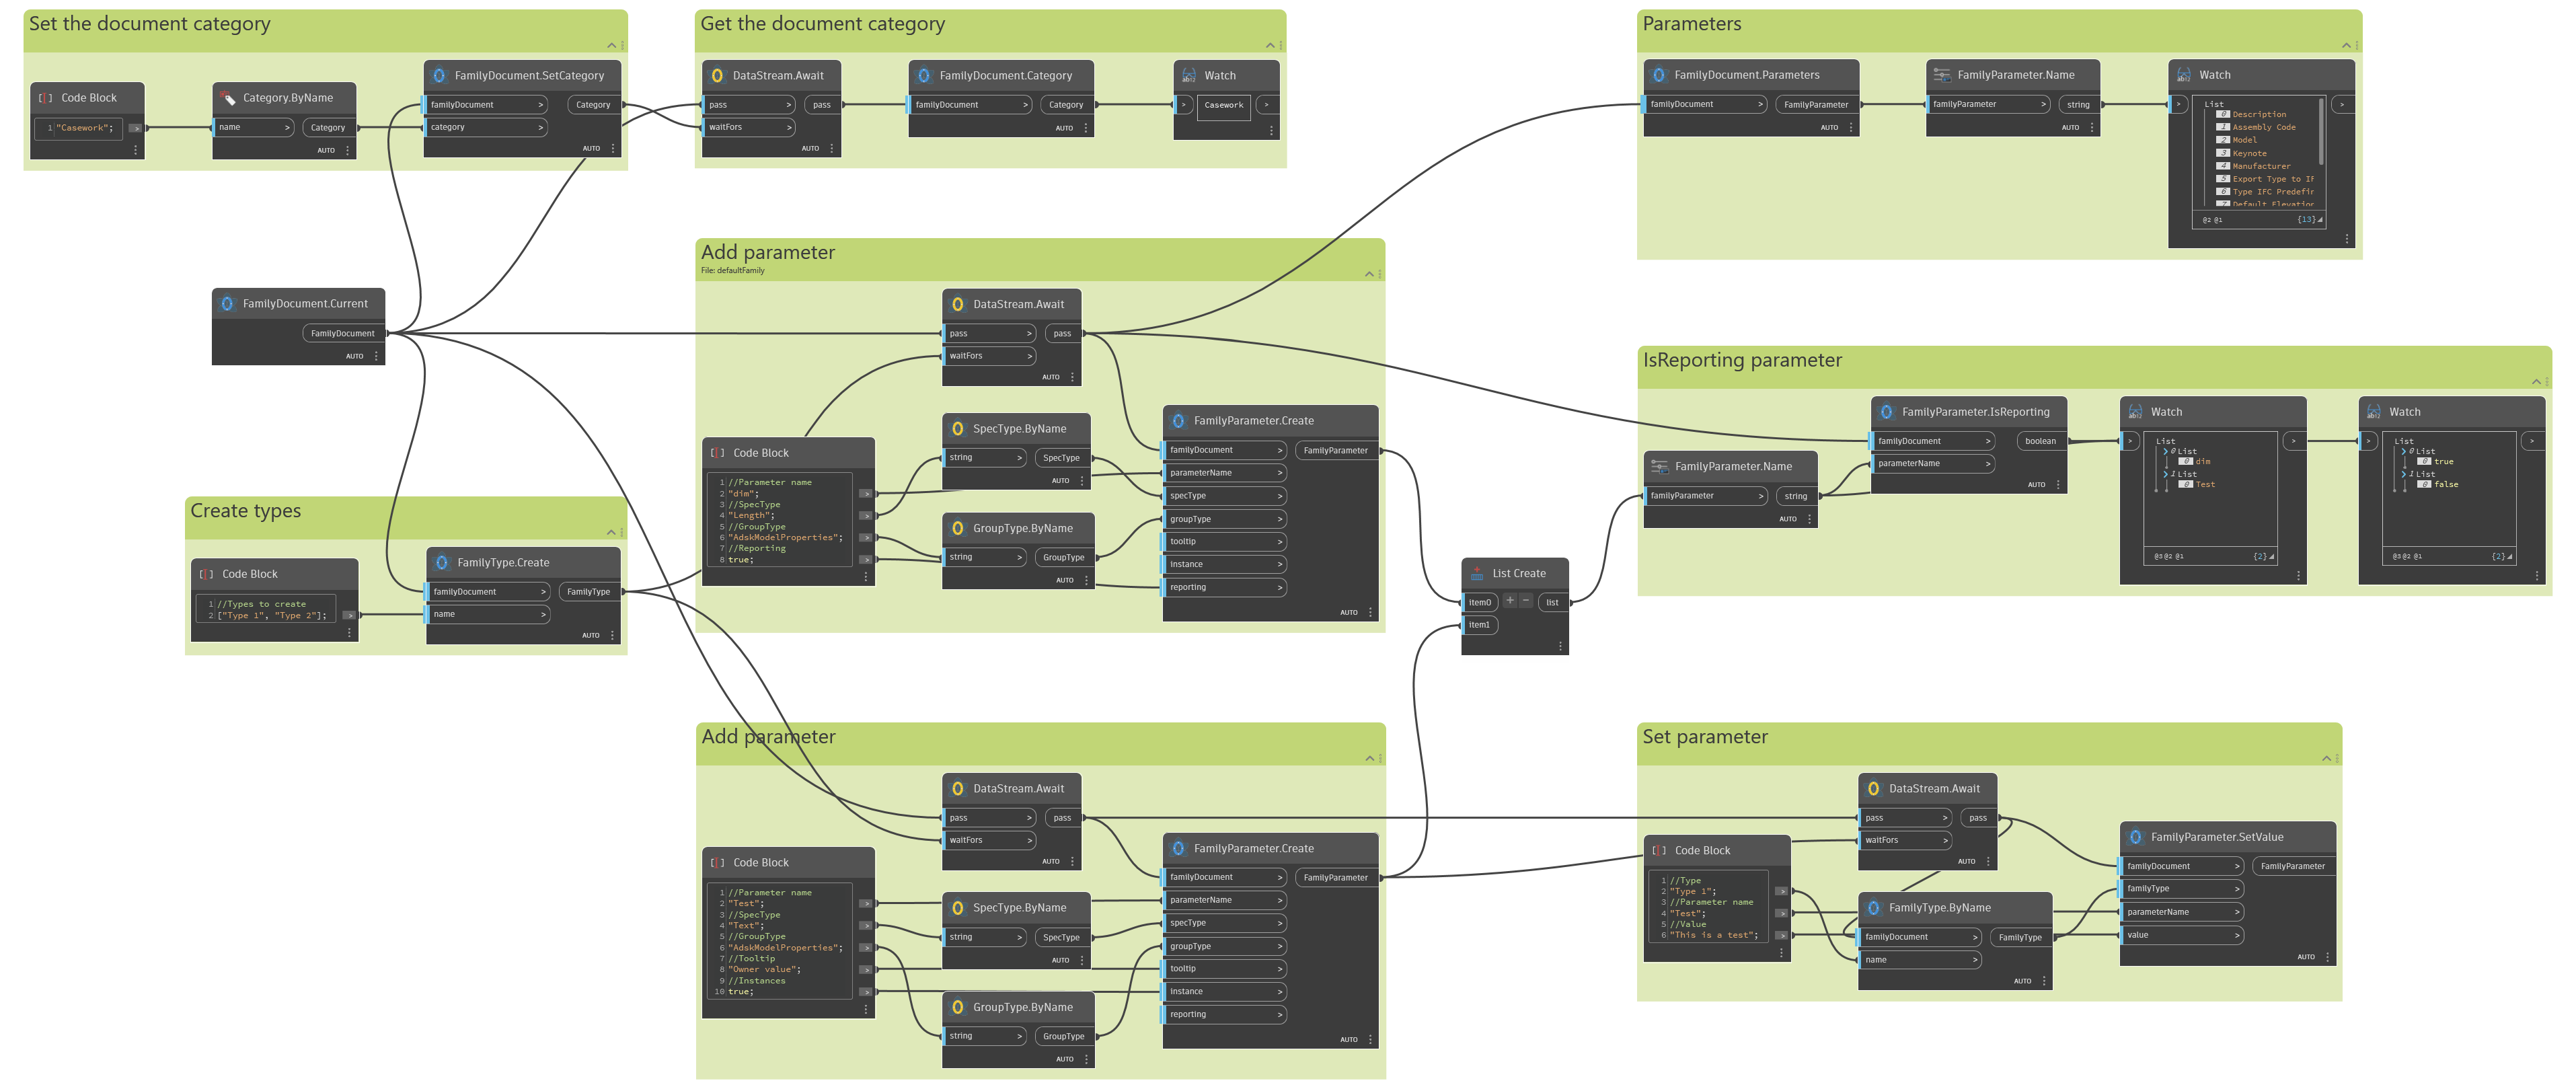 Set the document category
Code Block
1 "Casework"; >
Category.ByName
name > Category
AUTO
FamilyDocument.SetCategory
familyDocument > Category
category >
AUTO
Get the document category
DataStream.Await
pass > pass
waitFors >
AUTO
FamilyDocument.Category
familyDocument > Category
AUTO
Watch
> Casework >
Parameters
FamilyDocument.Parameters
familyDocument > FamilyParameter
AUTO
FamilyParameter.Name
familyParameter > string
AUTO
Watch
> >
List
0 Description
1 Assembly Code
2 Model
3 Keynote
4 Manufacturer
5 Export Type to IF
6 Type IFC Predefin
7 Default Elevation
@2 @1 {13}
FamilyDocument.Current
FamilyDocument
AUTO
Create types
Code Block
1 //Types to create
2 ["Type 1", "Type 2"]; >
FamilyType.Create
familyDocument > FamilyType
name >
AUTO
Add parameter
File: defaultFamily
DataStream.Await
pass > pass
waitFors >
AUTO
Code Block
1 //Parameter name
2 "dim"; >
3 //SpecType
4 "Length"; >
5 //GroupType
6 "AdskModelProperties"; >
7 //Reporting
8 true; >
SpecType.ByName
string > SpecType
AUTO
GroupType.ByName
string > GroupType
AUTO
FamilyParameter.Create
familyDocument > FamilyParameter
parameterName >
specType >
groupType >
tooltip >
instance >
reporting >
AUTO
List Create
item0 + - list
item1
IsReporting parameter
FamilyParameter.Name
familyParameter > string
AUTO
FamilyParameter.IsReporting
familyDocument > boolean
parameterName >
AUTO
Watch
> >
List
0 List
0 dim
1 List
0 Test
@3 @2 @1 {2}
Watch
> >
List
0 List
0 true
1 List
0 false
@3 @2 @1 {2}
Add parameter
DataStream.Await
pass > pass
waitFors >
AUTO
Code Block
1 //Parameter name
2 "Test"; >
3 //SpecType
4 "Text"; >
5 //GroupType
6 "AdskModelProperties"; >
7 //Tooltip
8 "Owner value"; >
9 //Instances
10 true; >
SpecType.ByName
string > SpecType
AUTO
GroupType.ByName
string > GroupType
AUTO
FamilyParameter.Create
familyDocument > FamilyParameter
parameterName >
specType >
groupType >
tooltip >
instance >
reporting >
AUTO
Set parameter
DataStream.Await
pass > pass
waitFors >
AUTO
Code Block
1 //Type
2 "Type 1"; >
3 //Parameter name
4 "Test"; >
5 //Value
6 "This is a test"; >
FamilyType.ByName
familyDocument > FamilyType
name >
AUTO
FamilyParameter.SetValue
familyDocument > FamilyParameter
familyType >
parameterName >
value >
AUTO